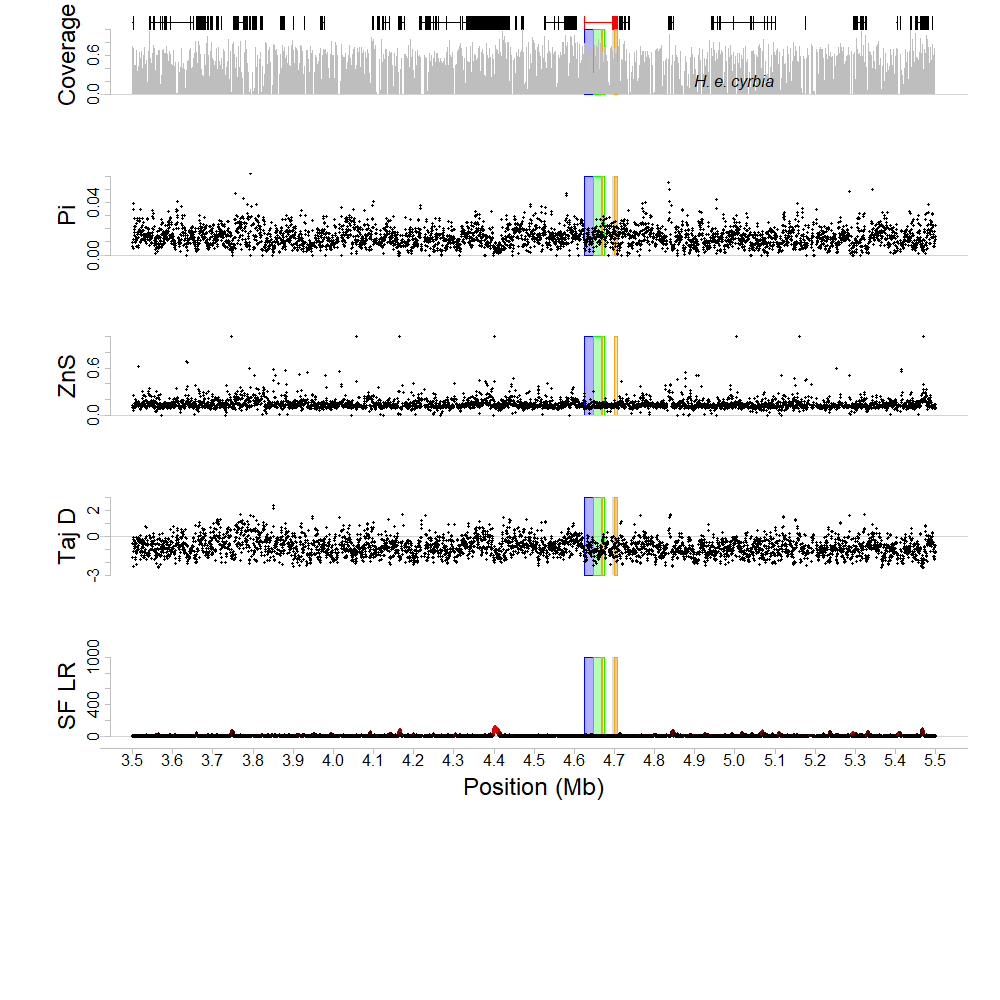 Coverage
0.0 0.6
H. e. cyrbia
Pi
0.00 0.04
ZnS
0.0 0.6
Taj D
-3 0 2
SF LR
0 400 1000
3.5 3.6 3.7 3.8 3.9 4.0 4.1 4.2 4.3 4.4 4.5 4.6 4.7 4.8 4.9 5.0 5.1 5.2 5.3 5.4 5.5
Position (Mb)